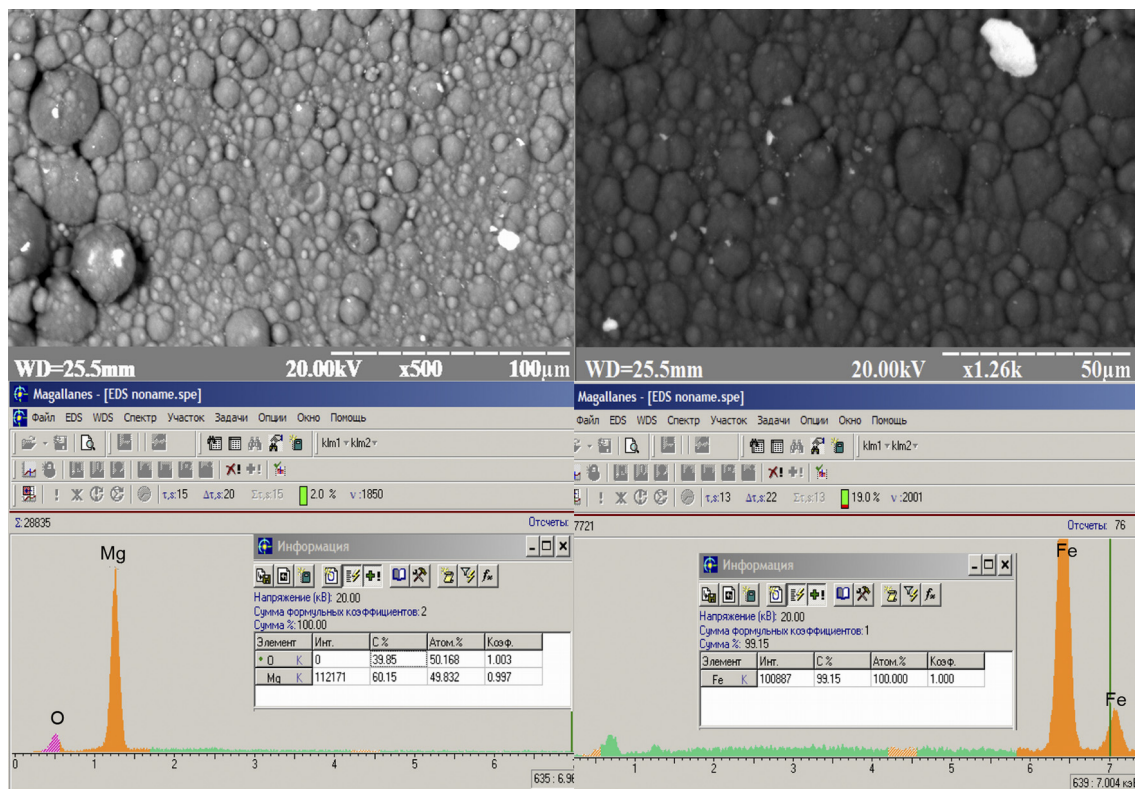 WD=25.5mm 20.00kV x500 100µm
WD=25.5mm 20.00kV x1.26k 50µm
Magallanes - [EDS noname.spe]
Файл EDS WDS Спектр Участок Задачи Опции Окно Помощь
klm1 klm2
τ,s:15 Δτ,s:20 Στ,s:15 2.0 % ν :1850
Σ:28835 Отсчеты:
Mg
O
Информация
Напряжение (кВ): 20.00
Сумма формульных коэффициентов: 2
Сумма %: 100.00
Элемент Инт. C % Атом.% Коэф.
O K 0 39.85 50.168 1.003
Mg K 112171 60.15 49.832 0.997
0 1 2 3 4 5 6
635 : 6.96
Magallanes - [EDS noname.spe]
Файл EDS WDS Спектр Участок Задачи Опции Окно Помощь
klm1 klm2
τ,s:13 Δτ,s:22 Στ,s:13 19.0 % ν :2001
7721 Отсчеты: 76
Fe
Fe
Информация
Напряжение (кВ): 20.00
Сумма формульных коэффициентов: 1
Сумма %: 99.15
Элемент Инт. C % Атом.% Коэф.
Fe K 100887 99.15 100.000 1.000
1 2 3 4 5 6 7
639 : 7.004 кэ